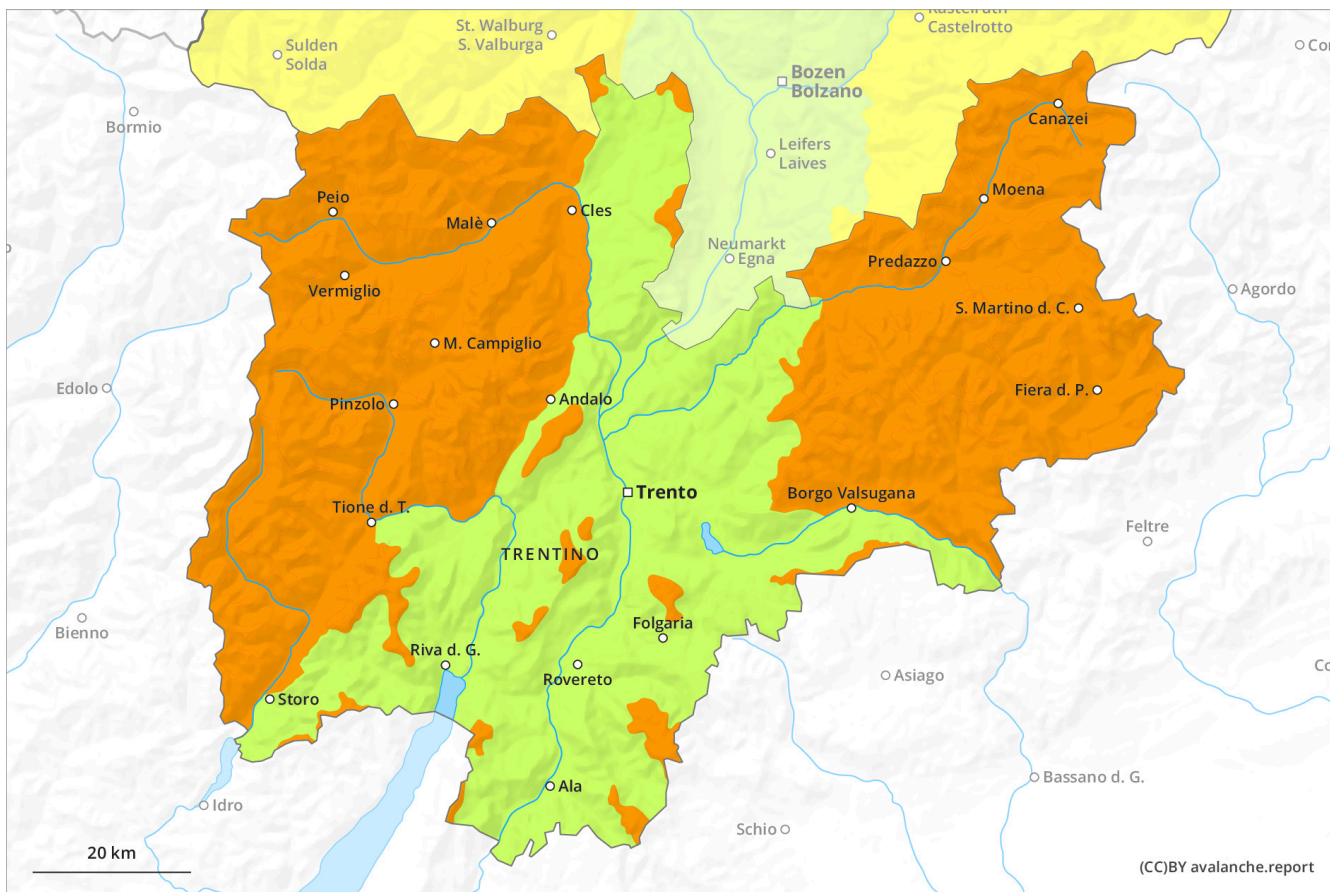 Kastelruth
Castelrotto
St. Walburg
S. Valburga
Sulden
Solda
Bozen
Bolzano
Canazei
Bormio
Leifers
Laives
Moena
Peio
Malè
Cles
Neumarkt
Egna
Predazzo
Vermiglio
Agordo
S. Martino d. C.
M. Campiglio
Edolo
Pinzolo
Andalo
Fiera d. P.
Trento
Borgo Valsugana
Tione d. T.
Feltre
TRENTINO
Bienno
Folgaria
Riva d. G.
Rovereto
Asiago
Storo
Bassano d. G.
Ala
Idro
Schio
20 km
(CC)BY avalanche.report